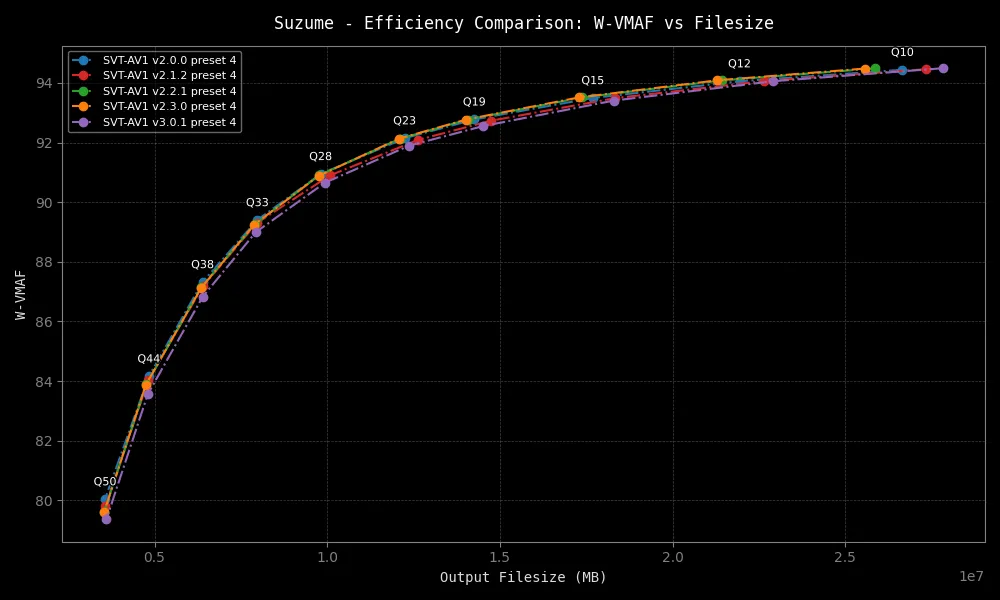 Suzume - Efficiency Comparison: W-VMAF vs Filesize
SVT-AV1 v2.0.0 preset 4
SVT-AV1 v2.1.2 preset 4
SVT-AV1 v2.2.1 preset 4
SVT-AV1 v2.3.0 preset 4
SVT-AV1 v3.0.1 preset 4
Q10
Q12
Q15
Q19
Q23
Q28
Q33
Q38
Q44
Q50
94
92
90
88
86
84
82
80
W-VMAF
0.5 1.0 1.5 2.0 2.5
1e7
Output Filesize (MB)